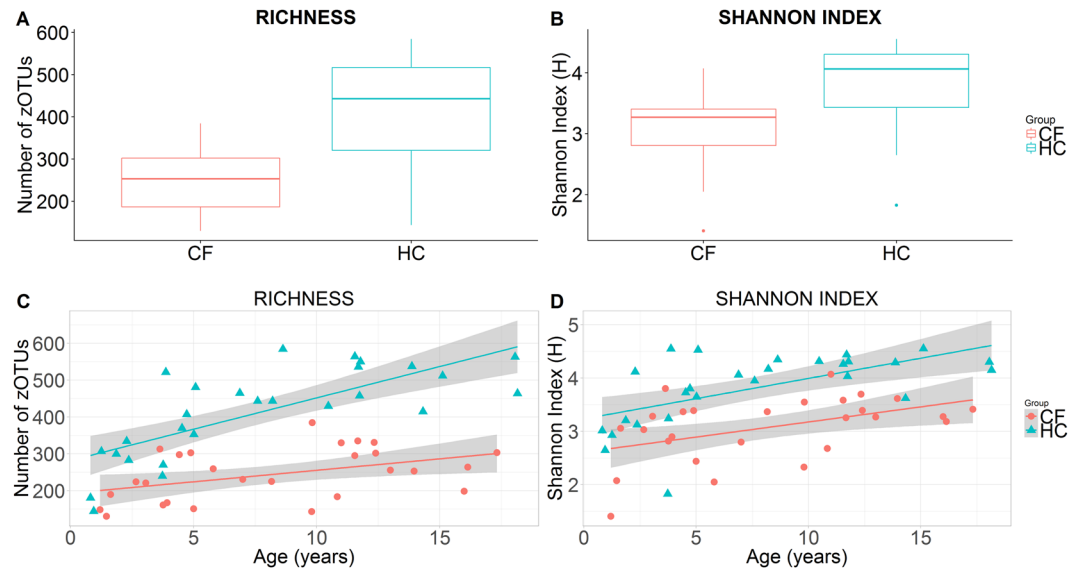 A
RICHNESS
Number of zOTUs
600
500
400
300
200
CF
HC
B
SHANNON INDEX
Shannon Index (H)
4
3
2
CF
HC
Group
CF
HC
C
RICHNESS
Number of zOTUs
600
500
400
300
200
0
5
10
15
Age (years)
D
SHANNON INDEX
Shannon Index (H)
5
4
3
2
0
5
10
15
Age (years)
Group
CF
HC